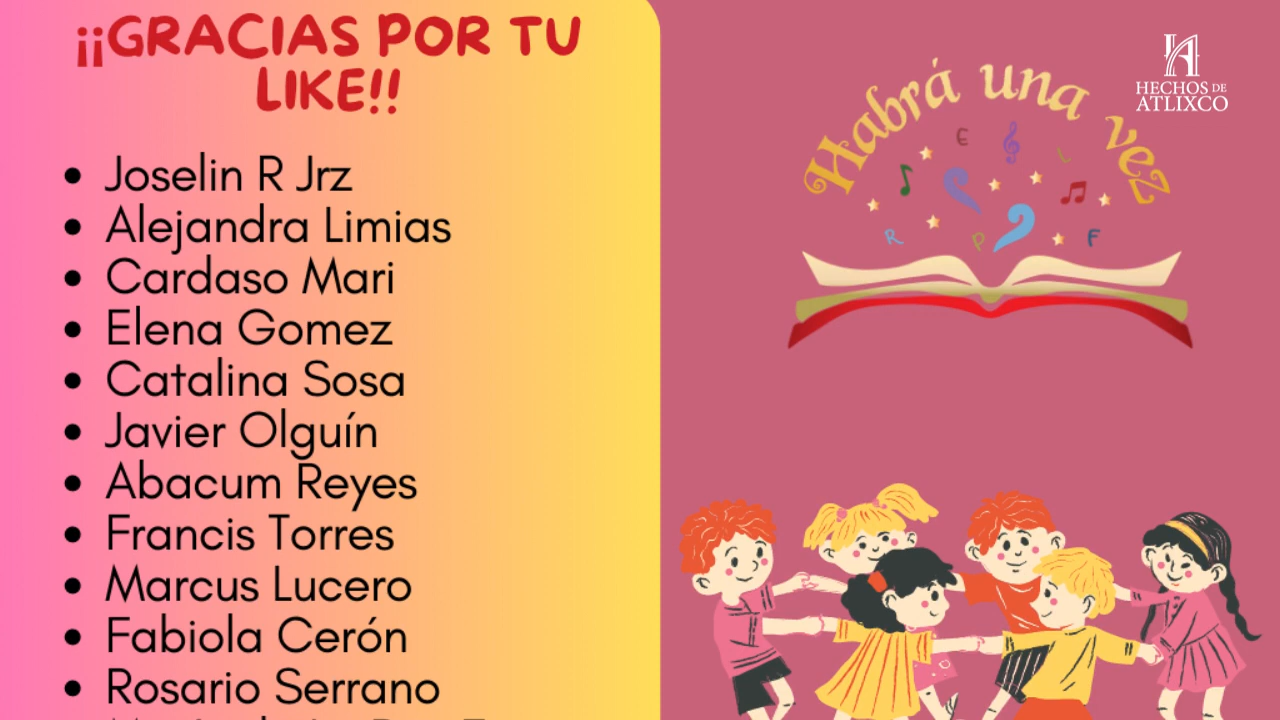 ¡¡GRACIAS POR TU
LIKE!!
Joselin R Jrz
Alejandra Limias
Cardaso Mari
Elena Gomez
Catalina Sosa
Javier Olguín
Abacum Reyes
Francis Torres
Marcus Lucero
Fabiola Cerón
Rosario Serrano
Habrá una vez
E
L
R
P
F
HECHOS DE
ATLIXCO